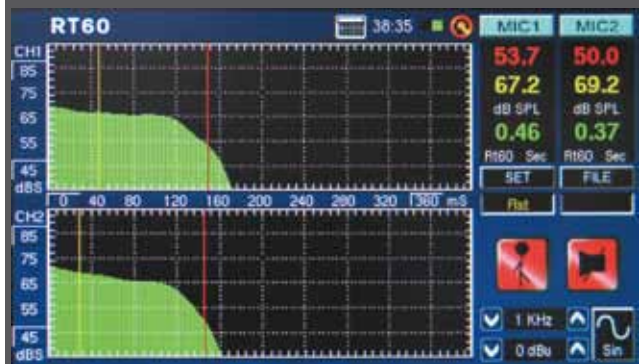 RT60 38:35
MIC1 MIC2
CH1
85
75
65
55
45
dBS
0 40 80 120 160 200 240 280 320 360 mS
CH2
85
75
65
55
45
dBS
53.7 50.0
67.2 69.2
dB SPL dB SPL
0.46 0.37
Rt60 Sec Rt60 Sec
SET FILE
Rst
1 KHz
0 dBu
Sin